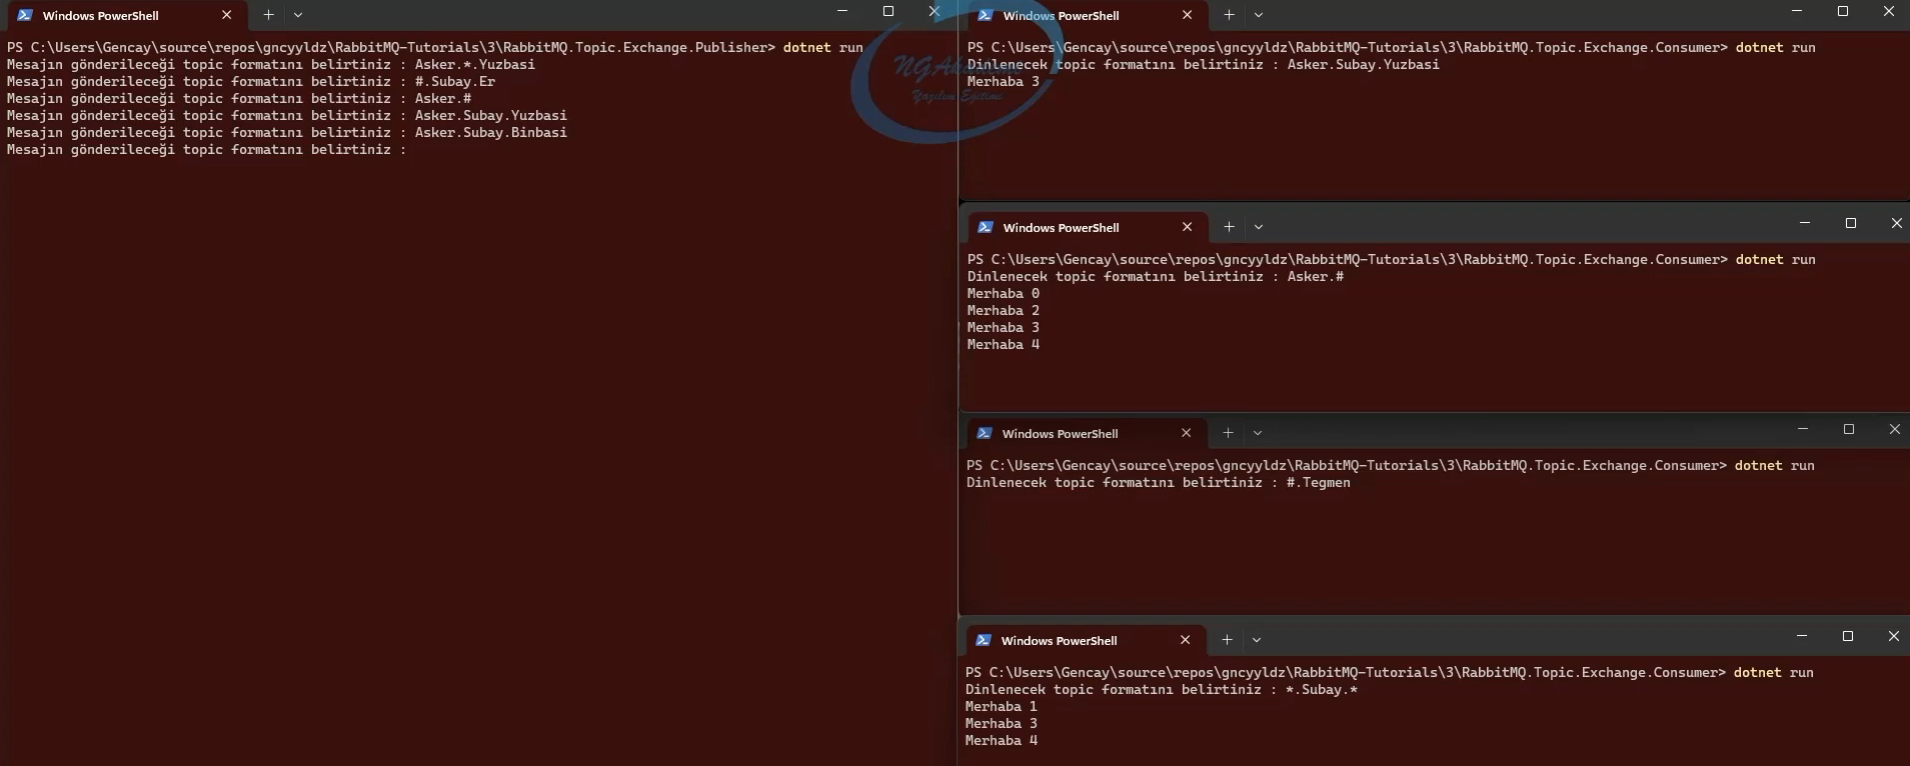 Windows PowerShell
PS C:\Users\Gencay\source\repos\gncyyldz\RabbitMQ-Tutorials\3\RabbitMQ.Topic.Exchange.Publisher> dotnet run
Mesajın gönderileceği topic formatını belirtiniz : Asker.*.Yuzbasi
Mesajın gönderileceği topic formatını belirtiniz : #.Subay.Er
Mesajın gönderileceği topic formatını belirtiniz : Asker.#
Mesajın gönderileceği topic formatını belirtiniz : Asker.Subay.Yuzbasi
Mesajın gönderileceği topic formatını belirtiniz : Asker.Subay.Binbasi
Mesajın gönderileceği topic formatını belirtiniz :
Windows PowerShell
PS C:\Users\Gencay\source\repos\gncyyldz\RabbitMQ-Tutorials\3\RabbitMQ.Topic.Exchange.Consumer> dotnet run
Dinlenecek topic formatını belirtiniz : Asker.Subay.Yuzbasi
Merhaba 3
NGAkademi
Yazılım Eğitimi
Windows PowerShell
PS C:\Users\Gencay\source\repos\gncyyldz\RabbitMQ-Tutorials\3\RabbitMQ.Topic.Exchange.Consumer> dotnet run
Dinlenecek topic formatını belirtiniz : Asker.#
Merhaba 0
Merhaba 2
Merhaba 3
Merhaba 4
Windows PowerShell
PS C:\Users\Gencay\source\repos\gncyyldz\RabbitMQ-Tutorials\3\RabbitMQ.Topic.Exchange.Consumer> dotnet run
Dinlenecek topic formatını belirtiniz : #.Tegmen
Windows PowerShell
PS C:\Users\Gencay\source\repos\gncyyldz\RabbitMQ-Tutorials\3\RabbitMQ.Topic.Exchange.Consumer> dotnet run
Dinlenecek topic formatını belirtiniz : *.Subay.*
Merhaba 1
Merhaba 3
Merhaba 4